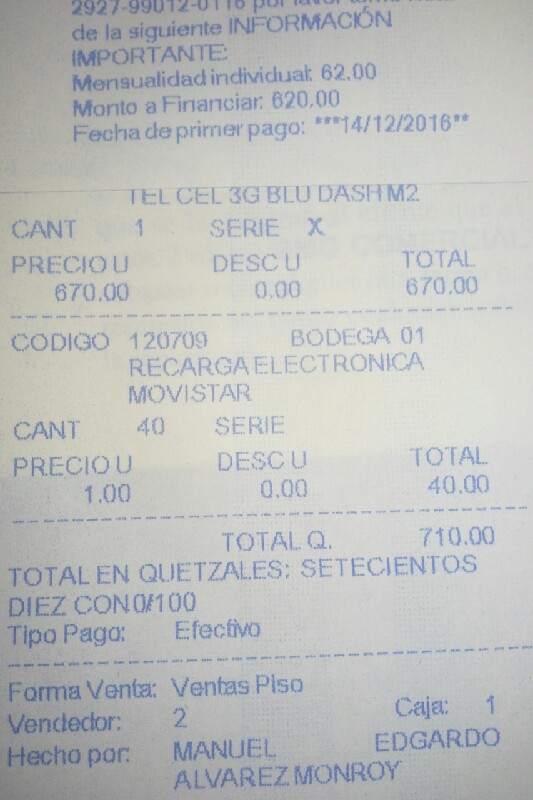 2927-99012-0116 por favor
de la siguiente INFORMACIÓN
IMPORTANTE:
Mensualidad individual: 62.00
Monto a Financiar: 620.00
Fecha de primer pago: ***14/12/2016**
TEL CEL 3G BLU DASH M2
CANT 1 SERIE X
PRECIO U DESC U TOTAL
670.00 0.00 670.00
CODIGO 120709 BODEGA 01
RECARGA ELECTRONICA
MOVISTAR
CANT 40 SERIE
PRECIO U DESC U TOTAL
1.00 0.00 40.00
TOTAL Q. 710.00
TOTAL EN QUETZALES: SETECIENTOS
DIEZ CON 0/100
Tipo Pago: Efectivo
Forma Venta: Ventas Piso
Vendedor: 2 Caja: 1
Hecho por: MANUEL EDGARDO
ALVAREZ MONROY